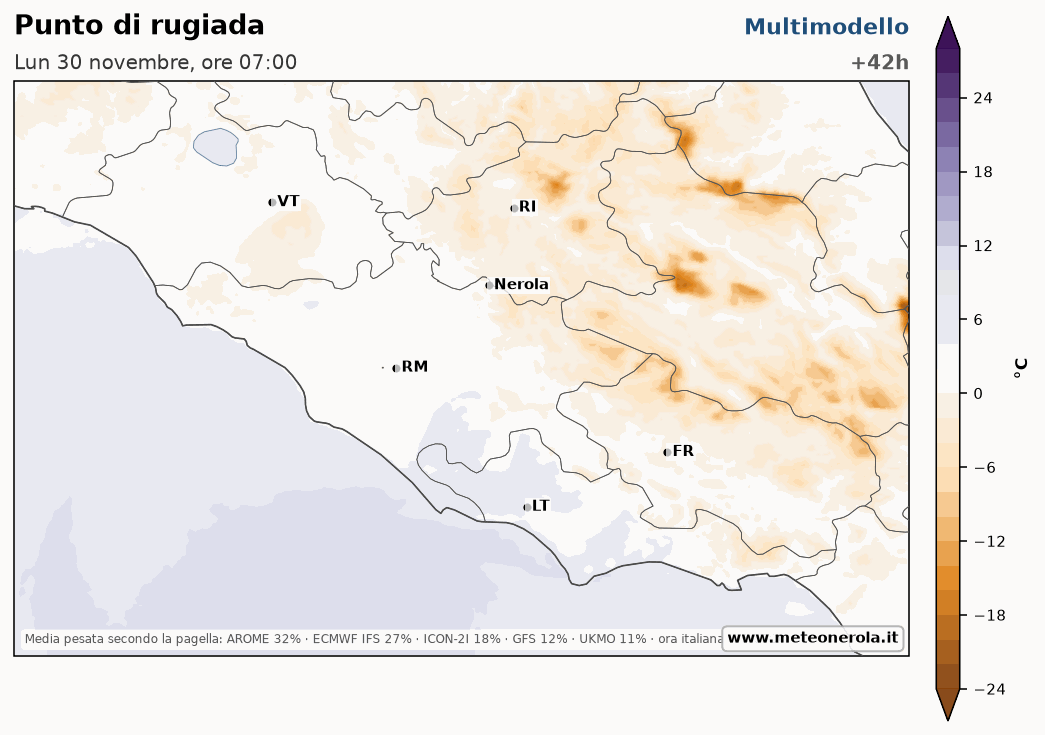 Punto di rugiada
Multimodello
Lun 30 novembre, ore 07:00
+42h
VT
RI
Nerola
RM
FR
LT
24
18
12
6
0
−6
−12
−18
−24
°C
Media pesata secondo la pagella: AROME 32% · ECMWF IFS 27% · ICON-2I 18% · GFS 12% · UKMO 11% · ora italiana
www.meteonerola.it